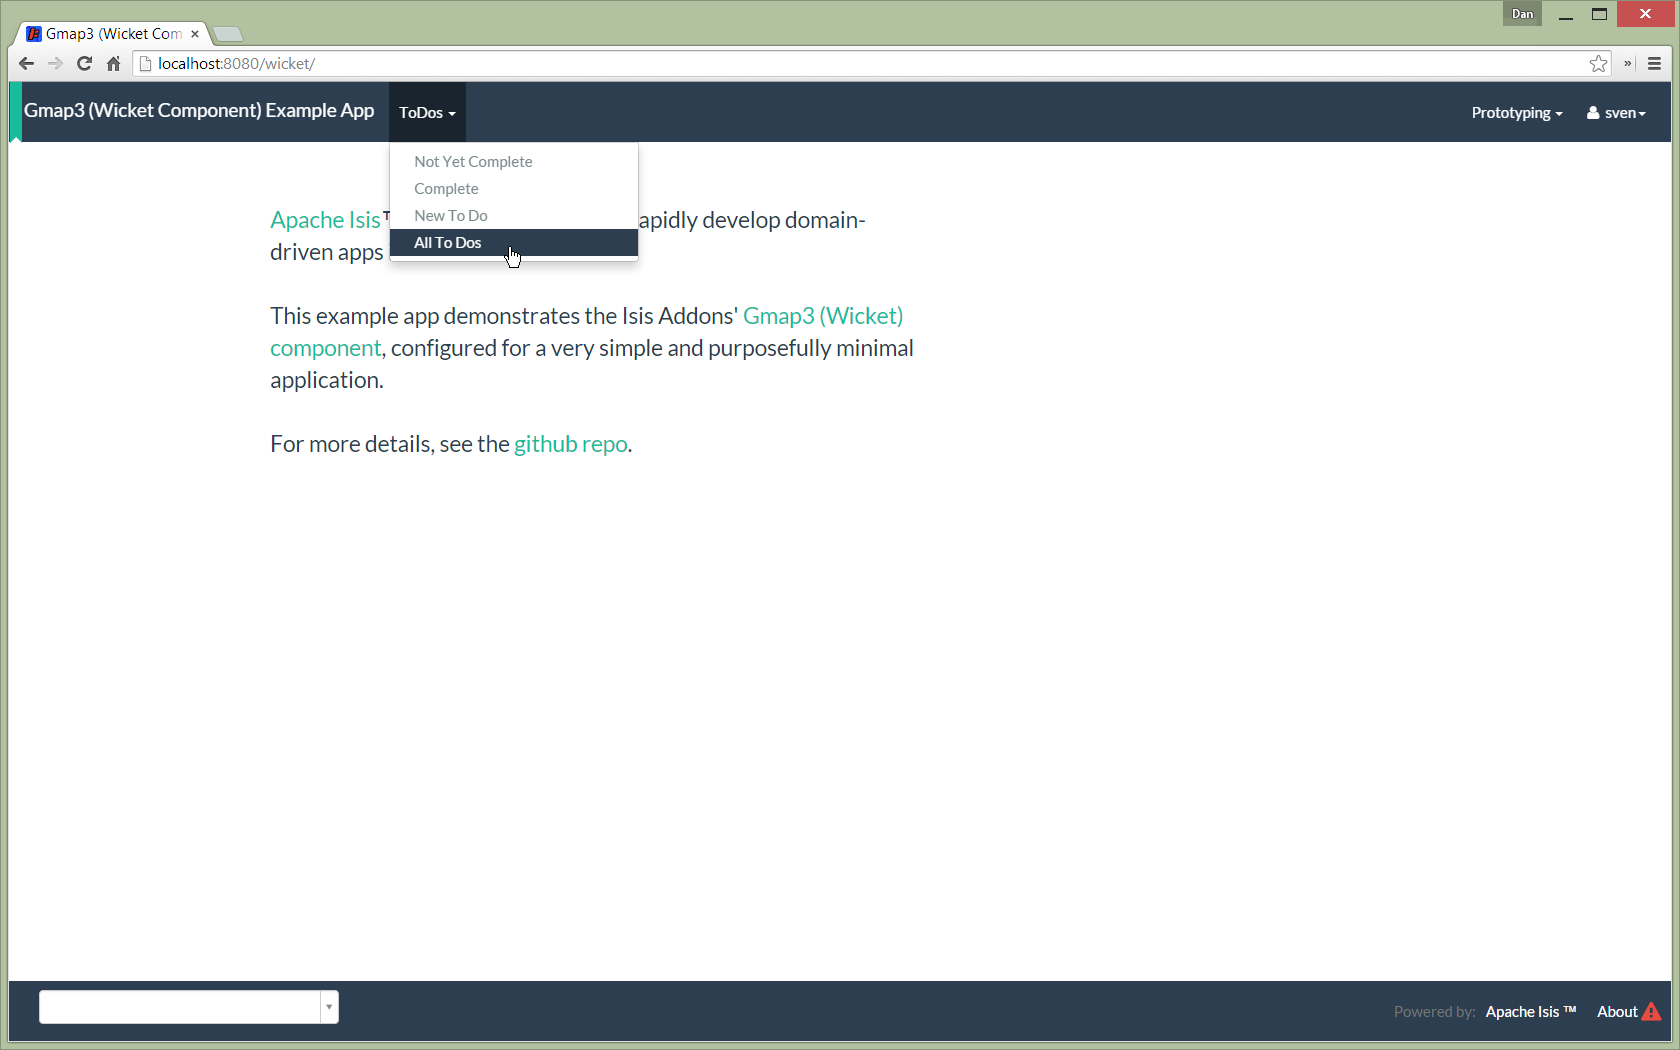 Dan
Gmap3 (Wicket Com
localhost:8080/wicket/
Gmap3 (Wicket Component) Example App
ToDos
Prototyping
sven
Not Yet Complete
Complete
New To Do
All To Dos
Apache Isis™ apidly develop domain-
driven apps
This example app demonstrates the Isis Addons' Gmap3 (Wicket)
component, configured for a very simple and purposefully minimal
application.
For more details, see the github repo.
Powered by: Apache Isis ™ About